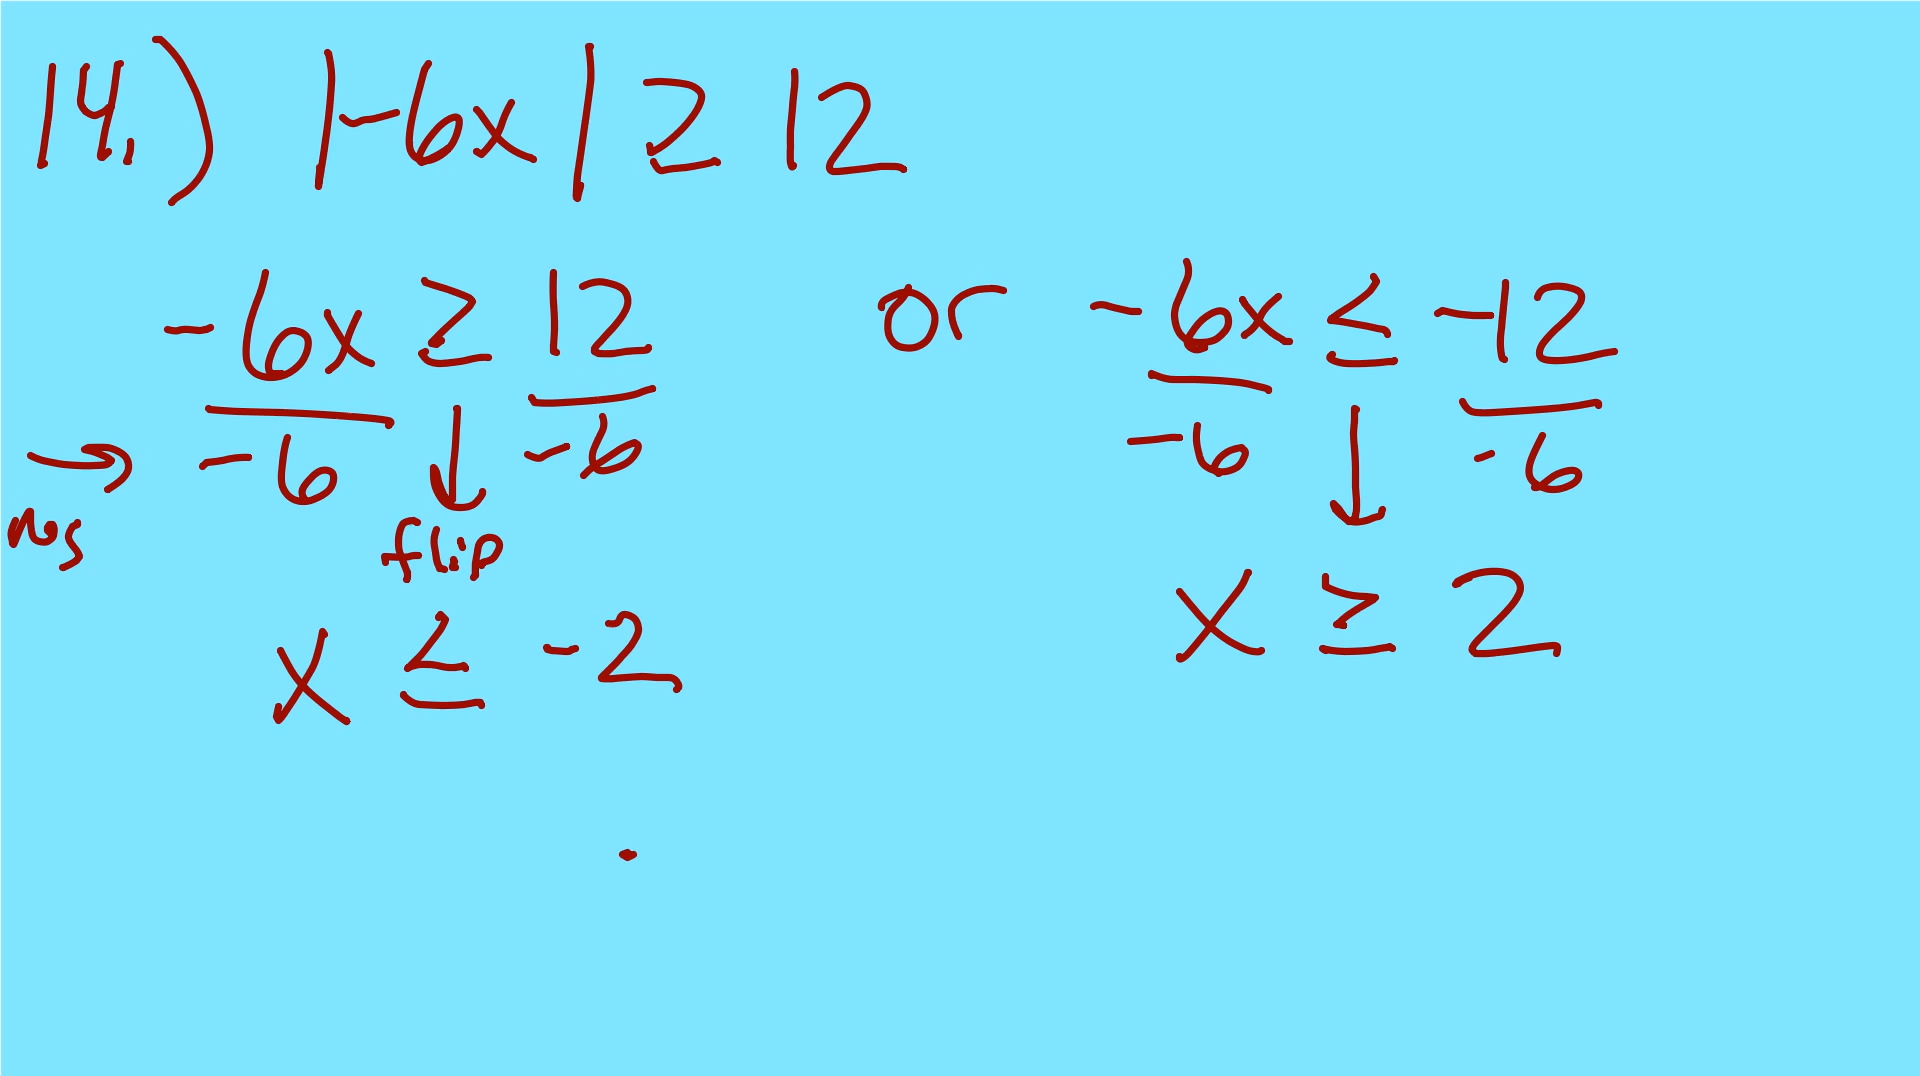 14.) |-6x| ≥ 12
-6x ≥ 12 or -6x ≤ -12
→ -6 ↓ -6 -6 ↓ -6
neg flip
x ≤ -2 x ≥ 2